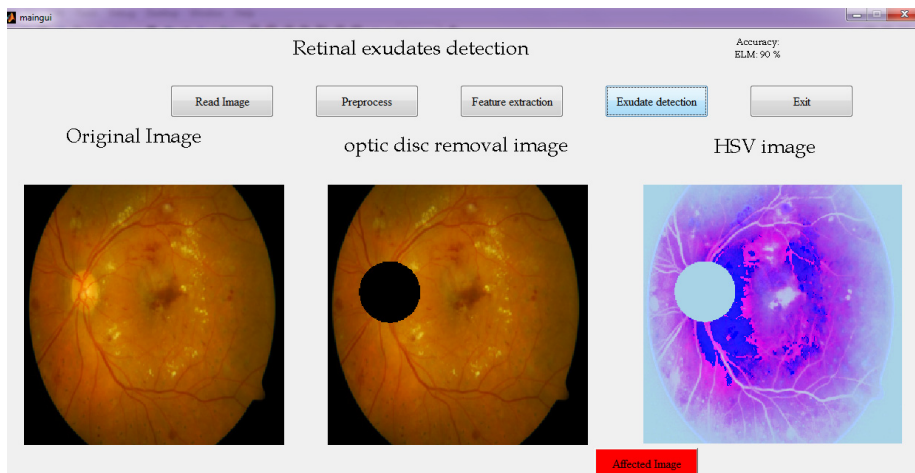 maingui
Retinal exudates detection
Accuracy:
ELM: 90 %
Read Image
Preprocess
Feature extraction
Exudate detection
Exit
Original Image
optic disc removal image
HSV image
Affected Image